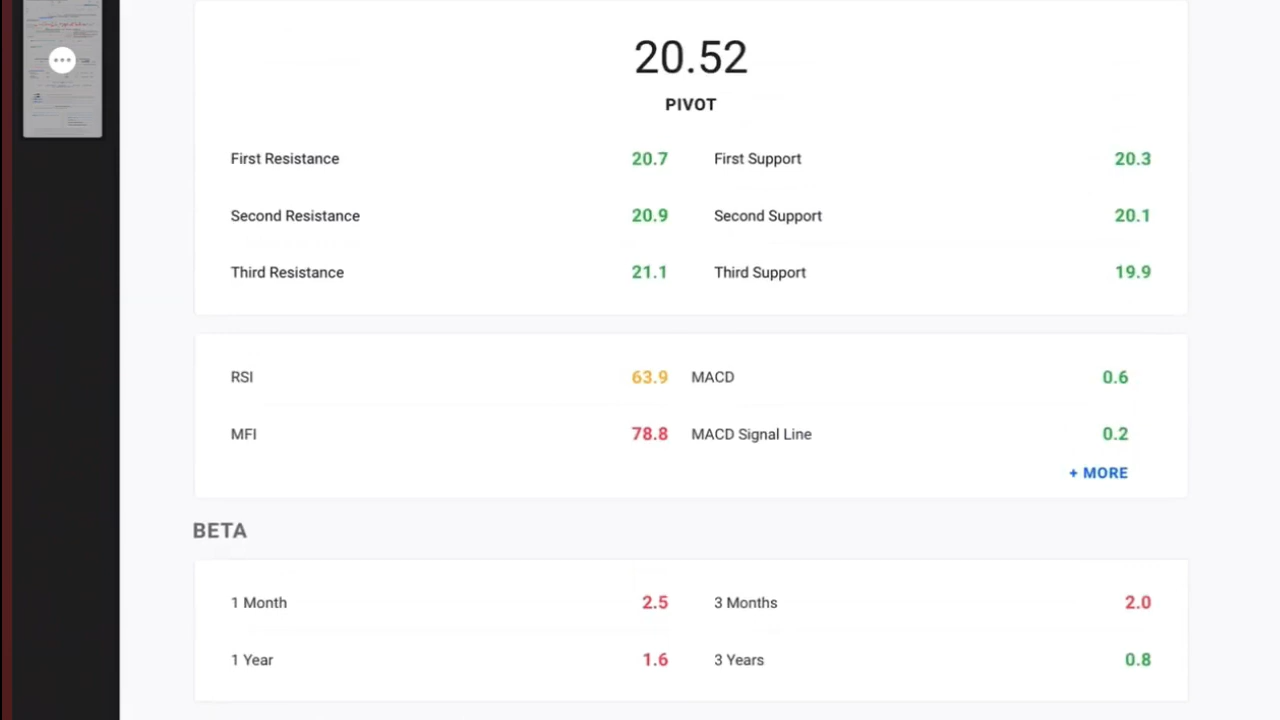 20.52
PIVOT
First Resistance 20.7 First Support 20.3
Second Resistance 20.9 Second Support 20.1
Third Resistance 21.1 Third Support 19.9
RSI 63.9 MACD 0.6
MFI 78.8 MACD Signal Line 0.2
+ MORE
BETA
1 Month 2.5 3 Months 2.0
1 Year 1.6 3 Years 0.8